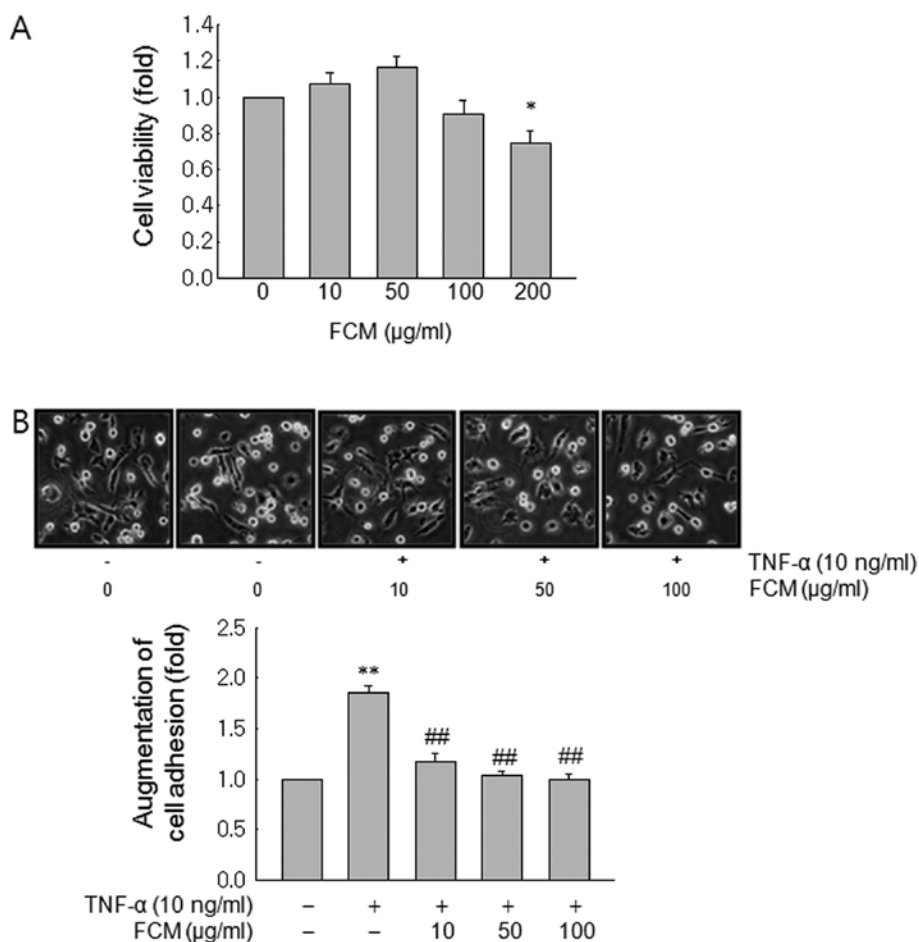 A
Cell viability (fold)
1.4
1.2
1.0
0.8
0.6
0.4
0.2
0.0
*
0 10 50 100 200
FCM (µg/ml)
B
- - + + + TNF-α (10 ng/ml)
0 0 10 50 100 FCM (µg/ml)
Augmentation of
cell adhesion (fold)
2.5
2.0
1.5
1.0
0.5
0.0
**
## ## ##
TNF-α (10 ng/ml) – + + + +
FCM (µg/ml) – – 10 50 100